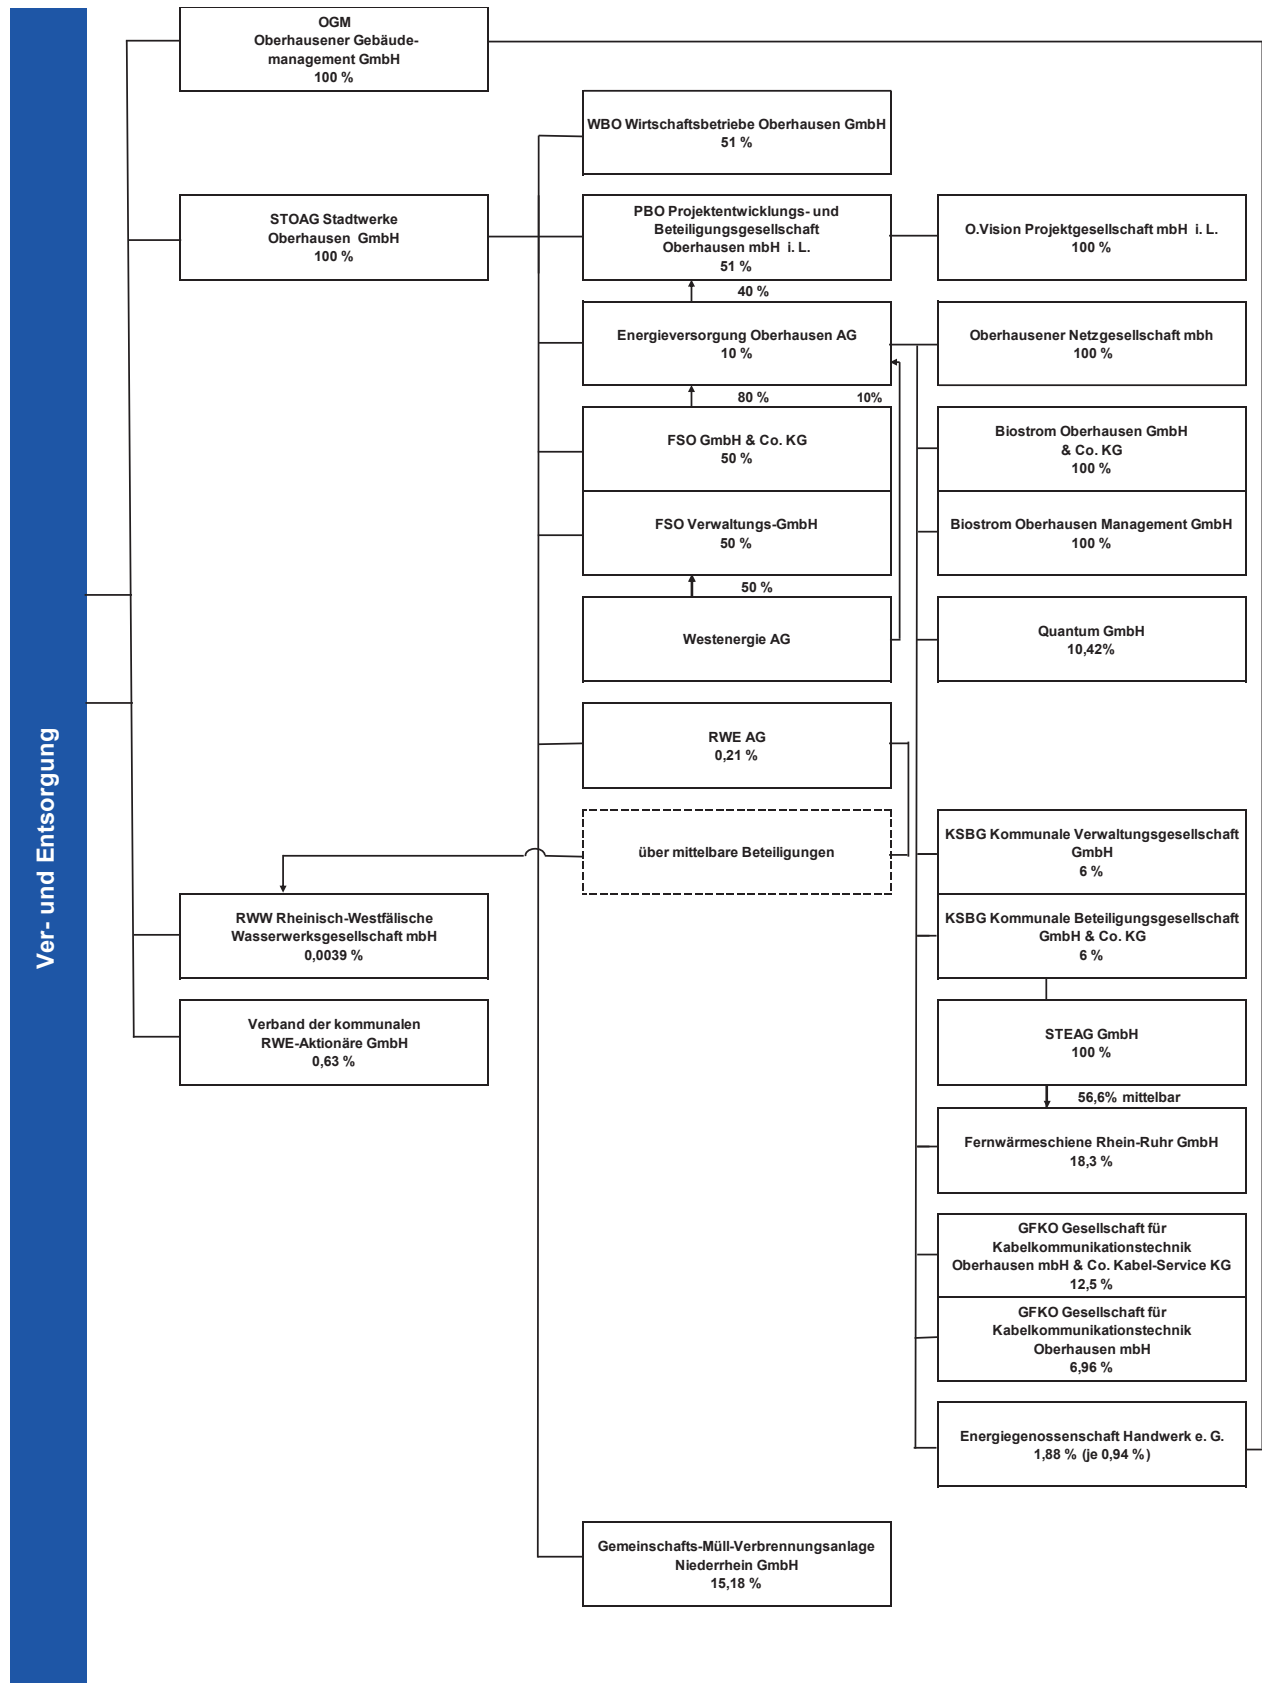 Ver- und Entsorgung
OGM
Oberhausener Gebäude-
management GmbH
100 %
STOAG Stadtwerke
Oberhausen GmbH
100 %
RWW Rheinisch-Westfälische
Wasserwerksgesellschaft mbH
0,0039 %
Verband der kommunalen
RWE-Aktionäre GmbH
0,63 %
WBO Wirtschaftsbetriebe Oberhausen GmbH
51 %
PBO Projektentwicklungs- und
Beteiligungsgesellschaft
Oberhausen mbH i. L.
51 %
40 %
Energieversorgung Oberhausen AG
10 %
80 %
10%
FSO GmbH & Co. KG
50 %
FSO Verwaltungs-GmbH
50 %
50 %
Westenergie AG
RWE AG
0,21 %
über mittelbare Beteiligungen
Gemeinschafts-Müll-Verbrennungsanlage
Niederrhein GmbH
15,18 %
O.Vision Projektgesellschaft mbH i. L.
100 %
Oberhausener Netzgesellschaft mbh
100 %
Biostrom Oberhausen GmbH
& Co. KG
100 %
Biostrom Oberhausen Management GmbH
100 %
Quantum GmbH
10,42%
KSBG Kommunale Verwaltungsgesellschaft
GmbH
6 %
KSBG Kommunale Beteiligungsgesellschaft
GmbH & Co. KG
6 %
STEAG GmbH
100 %
56,6% mittelbar
Fernwärmeschiene Rhein-Ruhr GmbH
18,3 %
GFKO Gesellschaft für
Kabelkommunikationstechnik
Oberhausen mbH & Co. Kabel-Service KG
12,5 %
GFKO Gesellschaft für
Kabelkommunikationstechnik
Oberhausen mbH
6,96 %
Energiegenossenschaft Handwerk e. G.
1,88 % (je 0,94 %)